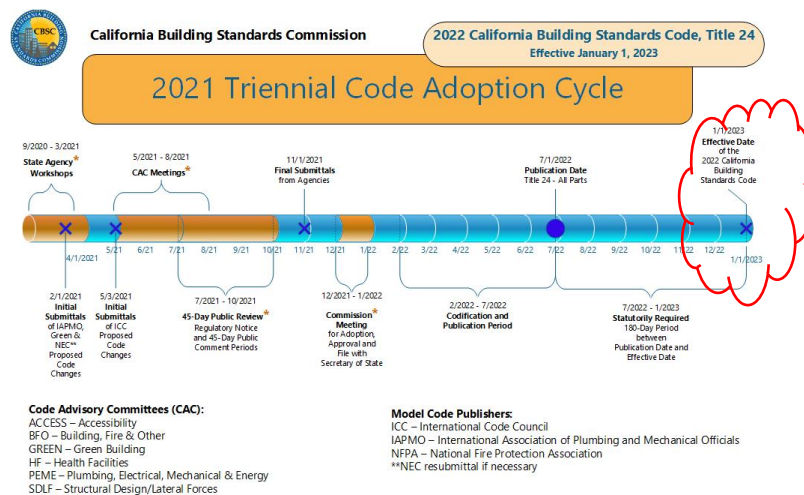 CBSC
California Building Standards Commission
2022 California Building Standards Code, Title 24
Effective January 1, 2023
2021 Triennial Code Adoption Cycle
9/2020 - 3/2021
State Agency*
Workshops
5/2021 - 8/2021
CAC Meetings*
11/1/2021
Final Submittals
from Agencies
7/1/2022
Publication Date
Title 24 - All Parts
1/1/2023
Effective Date
of the
2022 California
Building
Standards Code
4/1/2021
5/21
6/21
7/21
8/21
9/21
10/21
11/21
12/21
1/22
2/22
3/22
4/22
5/22
6/22
7/22
8/22
9/22
10/22
11/22
12/22
1/1/2023
2/1/2021
Initial
Submittals
of IAPMO,
Green &
NEC**
Proposed
Code
Changes
5/3/2021
Initial
Submittals
of ICC
Proposed
Code
Changes
7/2021 - 10/2021
45-Day Public Review*
Regulatory Notice
and 45-Day Public
Comment Periods
12/2021 - 1/2022
Commission*
Meeting
for Adoption,
Approval and
File with
Secretary of State
2/2022 - 7/2022
Codification and
Publication Period
7/2022 - 1/2023
Statutorily Required
180-Day Period
between
Publication Date and
Effective Date
Code Advisory Committees (CAC):
ACCESS – Accessibility
BFO – Building, Fire & Other
GREEN – Green Building
HF – Health Facilities
PEME – Plumbing, Electrical, Mechanical & Energy
SDLF – Structural Design/Lateral Forces
Model Code Publishers:
ICC – International Code Council
IAPMO – International Association of Plumbing and Mechanical Officials
NFPA – National Fire Protection Association
**NEC resubmittal if necessary